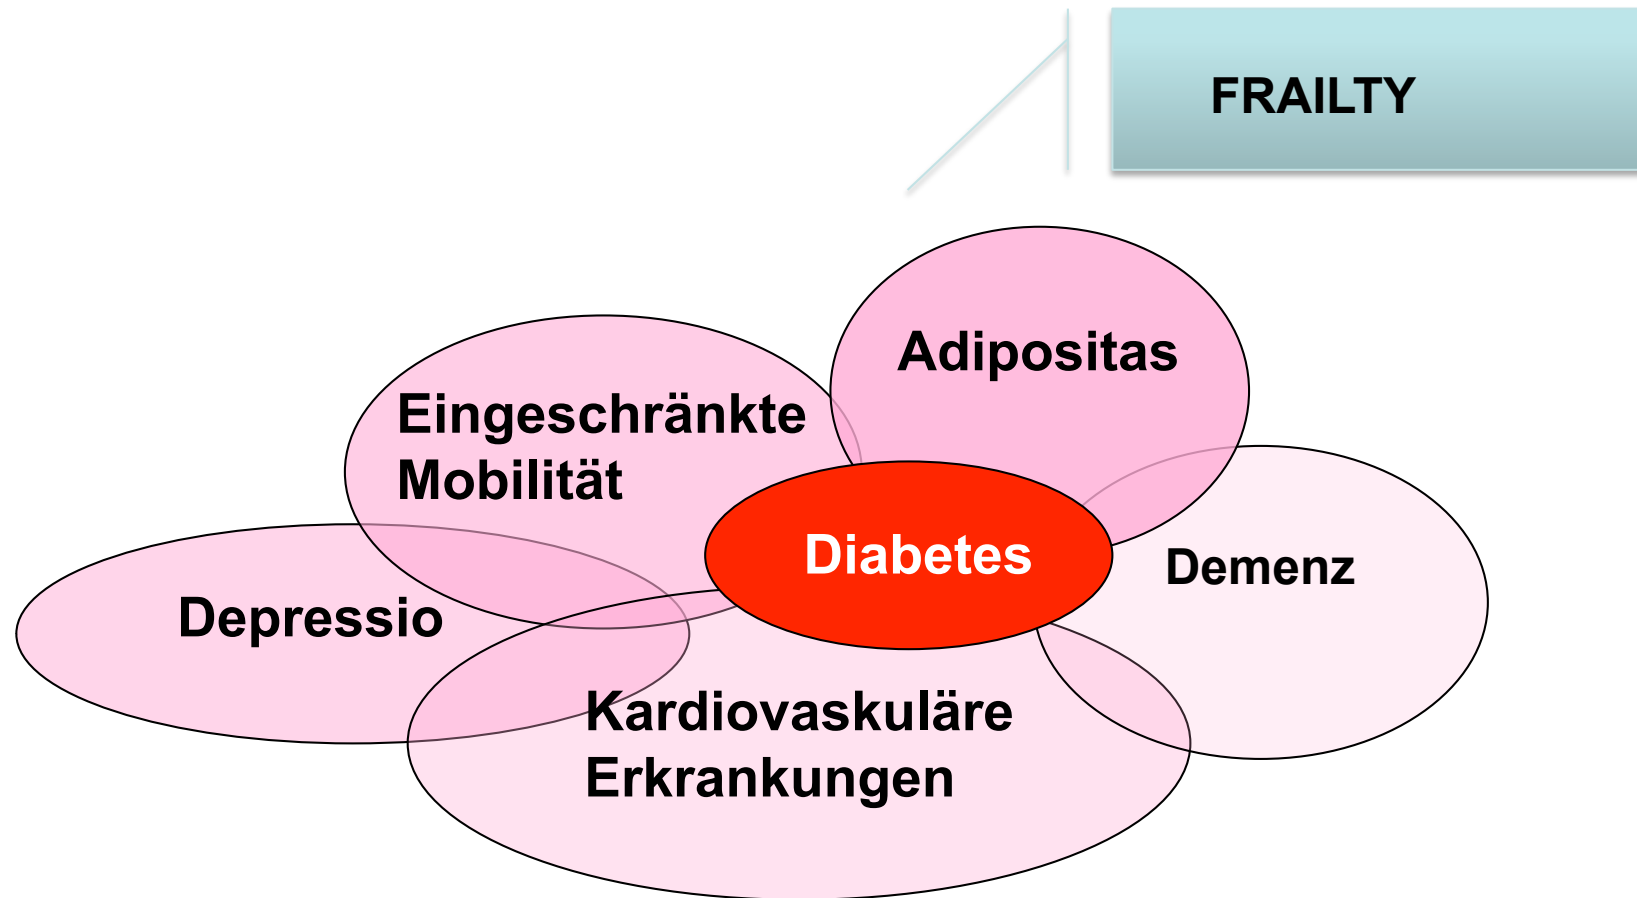 FRAILTY
Adipositas
Eingeschränkte
Mobilität
Diabetes
Demenz
Depressio
Kardiovaskuläre
Erkrankungen